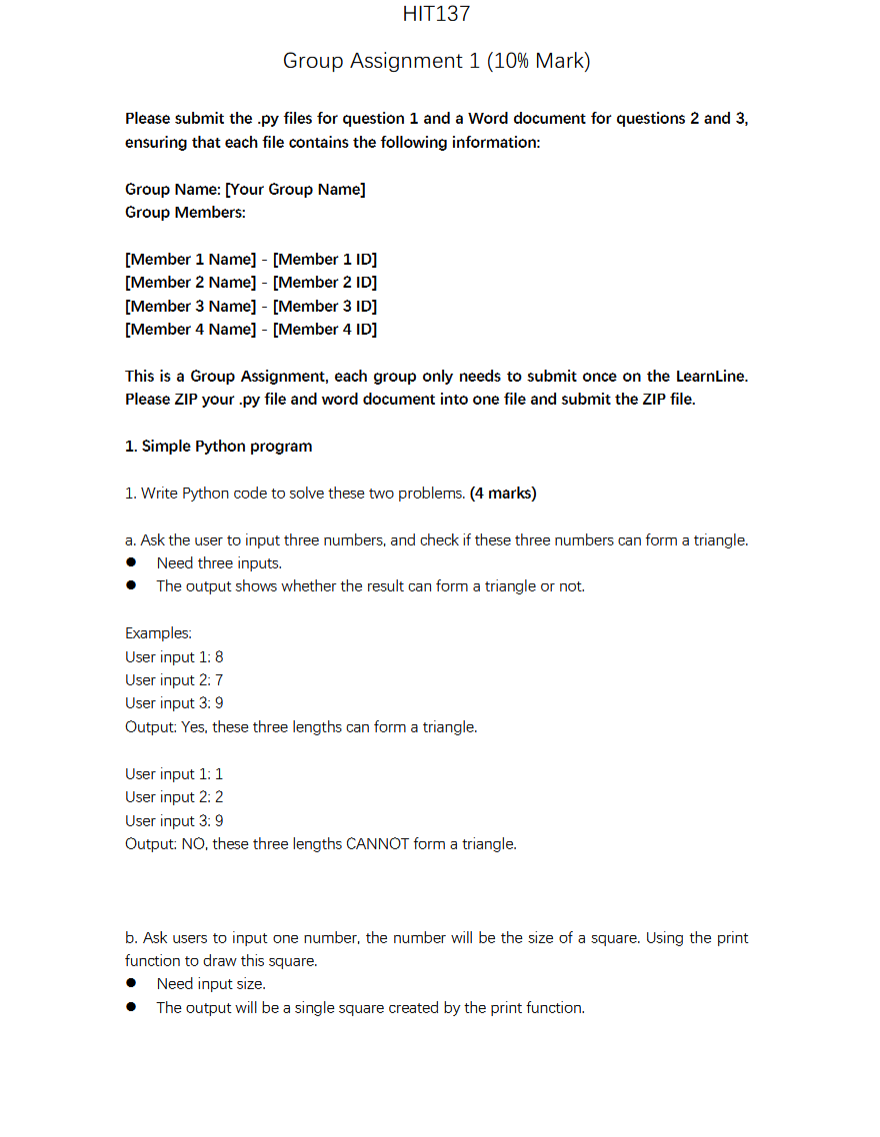 HIT137
Group Assignment 1 (10% Mark)
Please submit the .py files for question 1 and a Word document for questions 2 and 3,
ensuring that each file contains the following information:
Group Name: [Your Group Name]
Group Members:
[Member 1 Name] - [Member 1 ID]
[Member 2 Name] - [Member 2 ID]
[Member 3 Name] - [Member 3 ID]
[Member 4 Name] - [Member 4 ID]
This is a Group Assignment, each group only needs to submit once on the LearnLine.
Please ZIP your .py file and word document into one file and submit the ZIP file.
1. Simple Python program
1. Write Python code to solve these two problems. (4 marks)
a. Ask the user to input three numbers, and check if these three numbers can form a triangle.
● Need three inputs.
● The output shows whether the result can form a triangle or not.
Examples:
User input 1: 8
User input 2: 7
User input 3: 9
Output: Yes, these three lengths can form a triangle.
User input 1: 1
User input 2: 2
User input 3: 9
Output: NO, these three lengths CANNOT form a triangle.
b. Ask users to input one number, the number will be the size of a square. Using the print
function to draw this square.
● Need input size.
● The output will be a single square created by the print function.